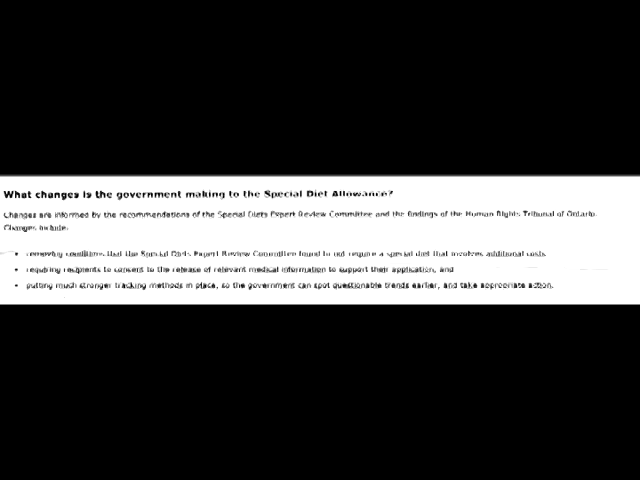 What changes is the government making to the Special Diet Allowance?
Changes are informed by the recommendations of the Special Diets Expert Review Committee and the findings of the Human Rights Tribunal of Ontario.
Changes include:
• removing conditions that the Special Diets Expert Review Committee found to not require a special diet that involves additional costs
• requiring recipients to consent to the release of relevant medical information to support their application, and
• putting much stronger tracking methods in place, so the government can spot questionable trends earlier, and take appropriate action.